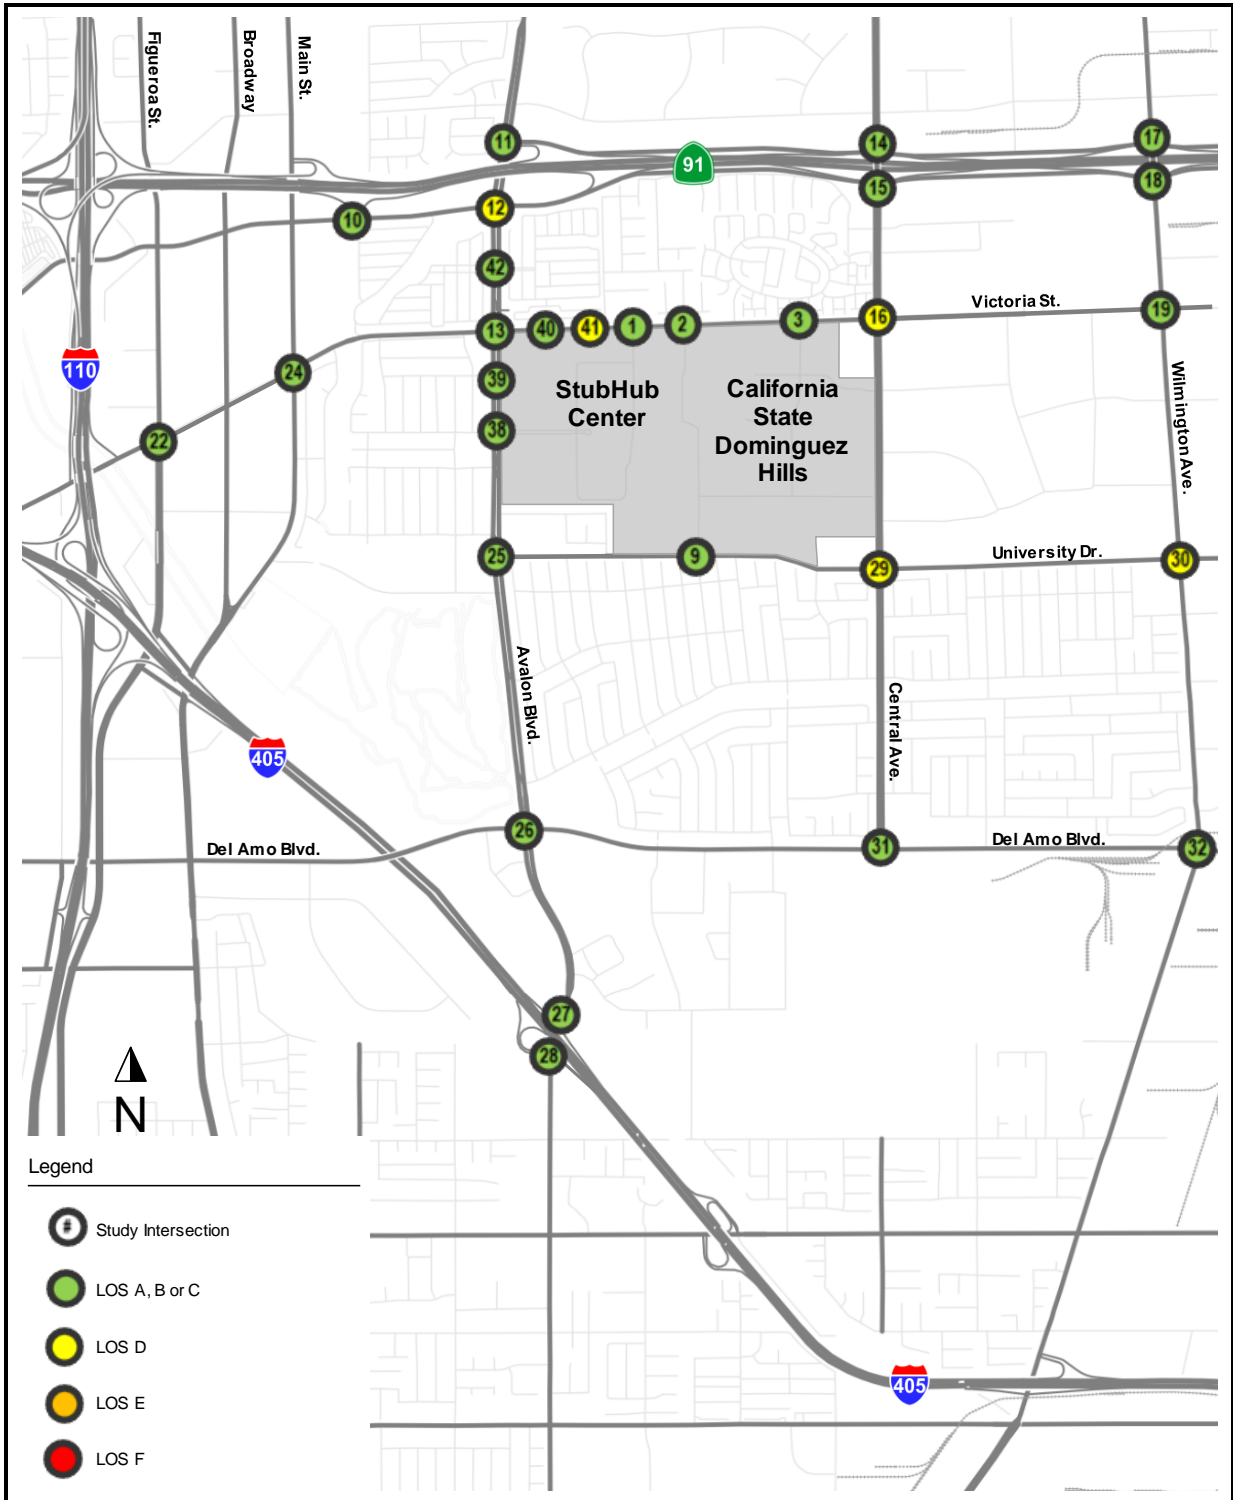 Figueroa St.
Broadway
Main St.
11
14
17
91
15
18
12
10
42
Victoria St.
19
13
40
41
1
2
3
16
110
24
39
StubHub
Center
California
State
Dominguez
Hills
Wilmington Ave.
22
38
25
9
29
University Dr.
30
Avalon Blvd.
Central Ave.
405
26
Del Amo Blvd.
31
Del Amo Blvd.
32
27
28
N
Legend
# Study Intersection
LOS A, B or C
LOS D
LOS E
LOS F
405